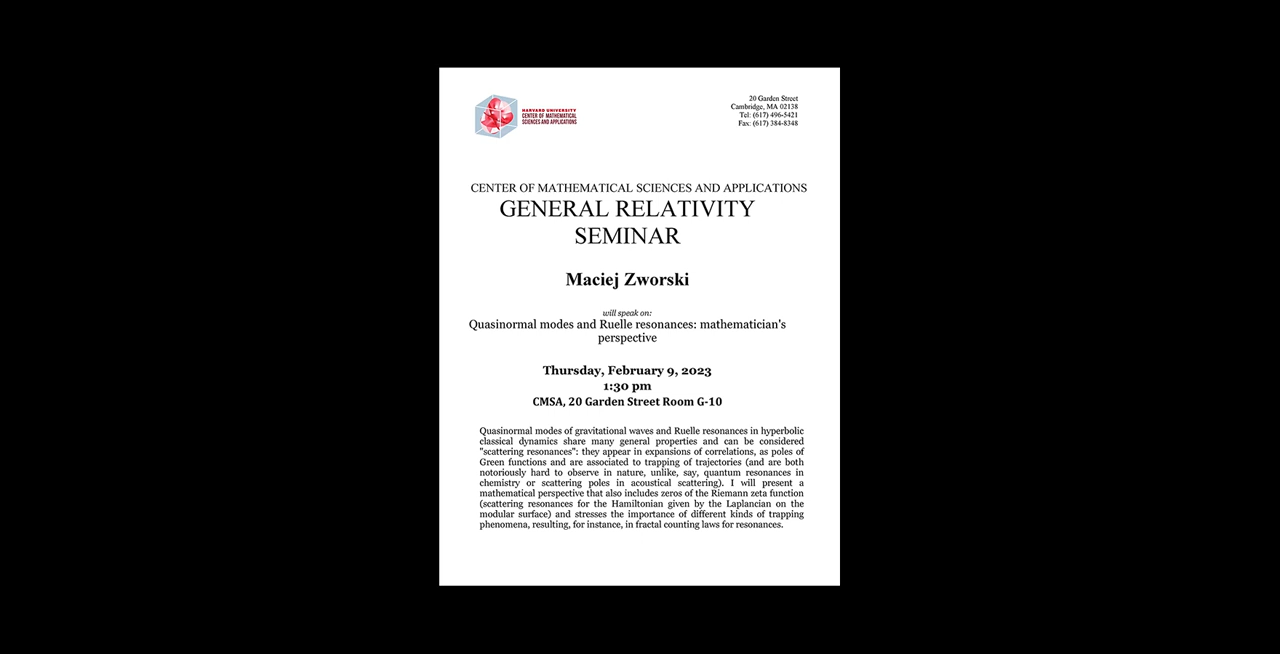 HARVARD UNIVERSITY
CENTER OF MATHEMATICAL
SCIENCES AND APPLICATIONS
20 Garden Street
Cambridge, MA 02138
Tel: (617) 496-5421
Fax: (617) 384-8348
CENTER OF MATHEMATICAL SCIENCES AND APPLICATIONS
GENERAL RELATIVITY
SEMINAR
Maciej Zworski
will speak on:
Quasinormal modes and Ruelle resonances: mathematician's
perspective
Thursday, February 9, 2023
1:30 pm
CMSA, 20 Garden Street Room G-10
Quasinormal modes of gravitational waves and Ruelle resonances in hyperbolic
classical dynamics share many general properties and can be considered
"scattering resonances": they appear in expansions of correlations, as poles of
Green functions and are associated to trapping of trajectories (and are both
notoriously hard to observe in nature, unlike, say, quantum resonances in
chemistry or scattering poles in acoustical scattering). I will present a
mathematical perspective that also includes zeros of the Riemann zeta function
(scattering resonances for the Hamiltonian given by the Laplancian on the
modular surface) and stresses the importance of different kinds of trapping
phenomena, resulting, for instance, in fractal counting laws for resonances.